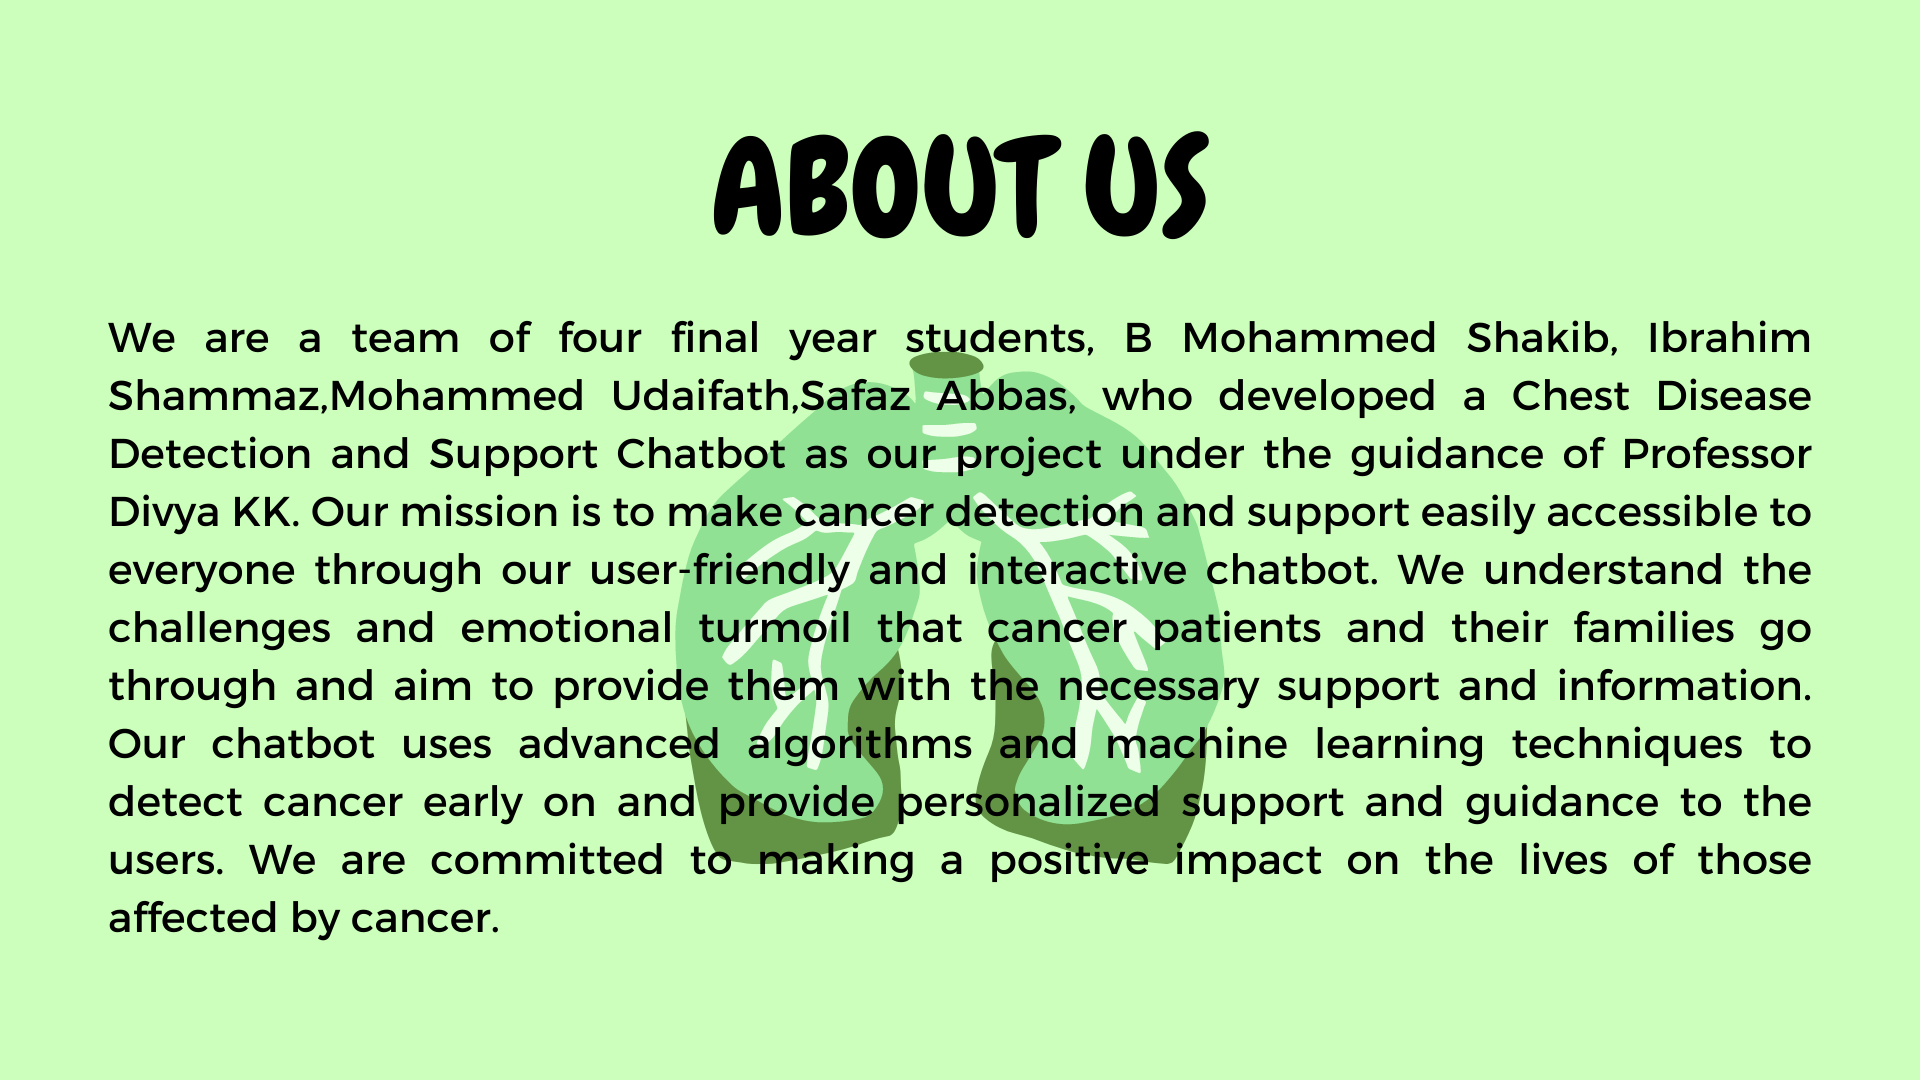 ABOUT US
We are a team of four final year students, B Mohammed Shakib, Ibrahim
Shammaz,Mohammed Udaifath,Safaz Abbas, who developed a Chest Disease
Detection and Support Chatbot as our project under the guidance of Professor
Divya KK. Our mission is to make cancer detection and support easily accessible to
everyone through our user-friendly and interactive chatbot. We understand the
challenges and emotional turmoil that cancer patients and their families go
through and aim to provide them with the necessary support and information.
Our chatbot uses advanced algorithms and machine learning techniques to
detect cancer early on and provide personalized support and guidance to the
users. We are committed to making a positive impact on the lives of those
affected by cancer.